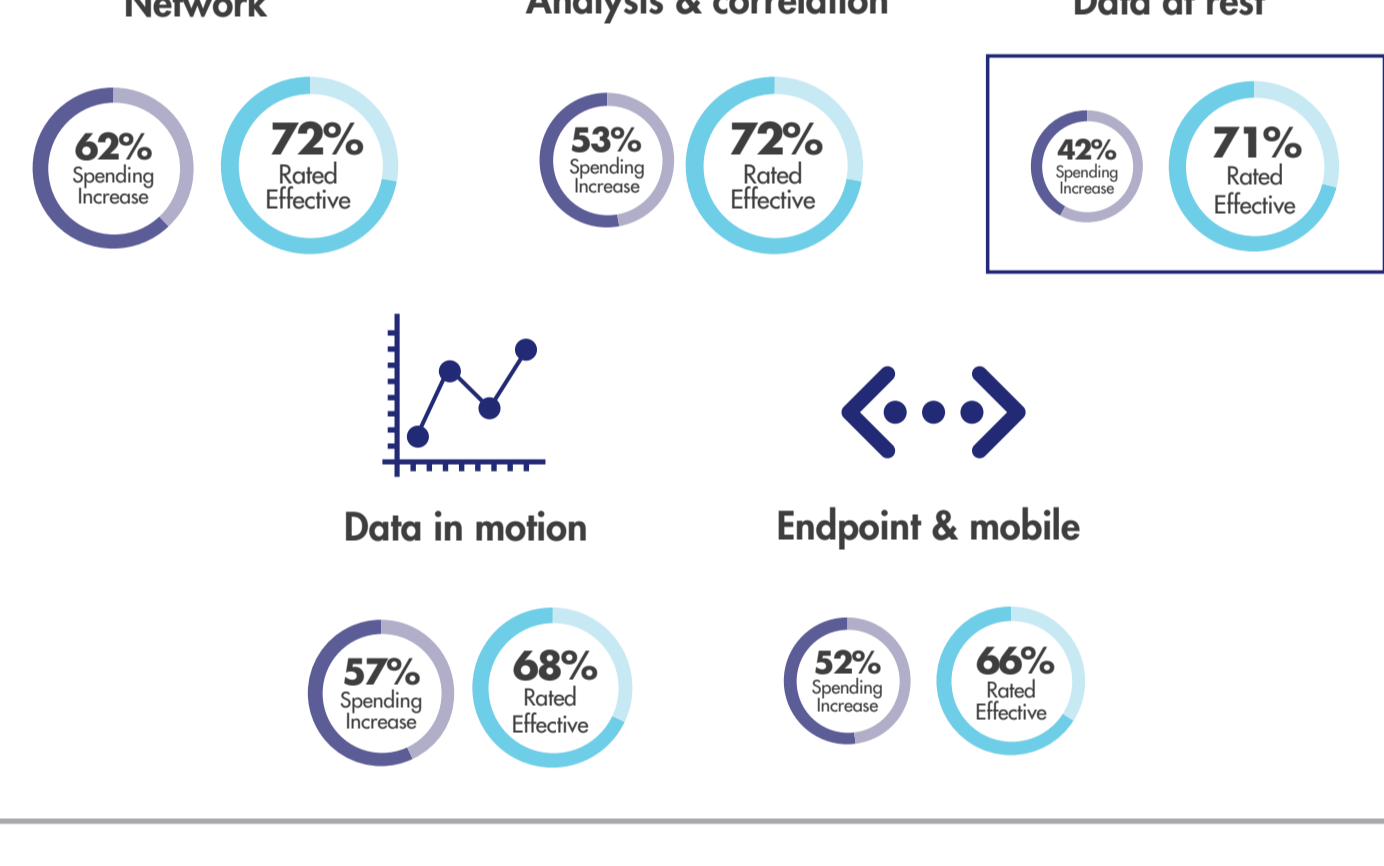 Network
Analysis & correlation
Data at rest
62%
Spending
Increase
72%
Rated
Effective
53%
Spending
Increase
72%
Rated
Effective
42%
Spending
Increase
71%
Rated
Effective
Data in motion
Endpoint & mobile
57%
Spending
Increase
68%
Rated
Effective
52%
Spending
Increase
66%
Rated
Effective